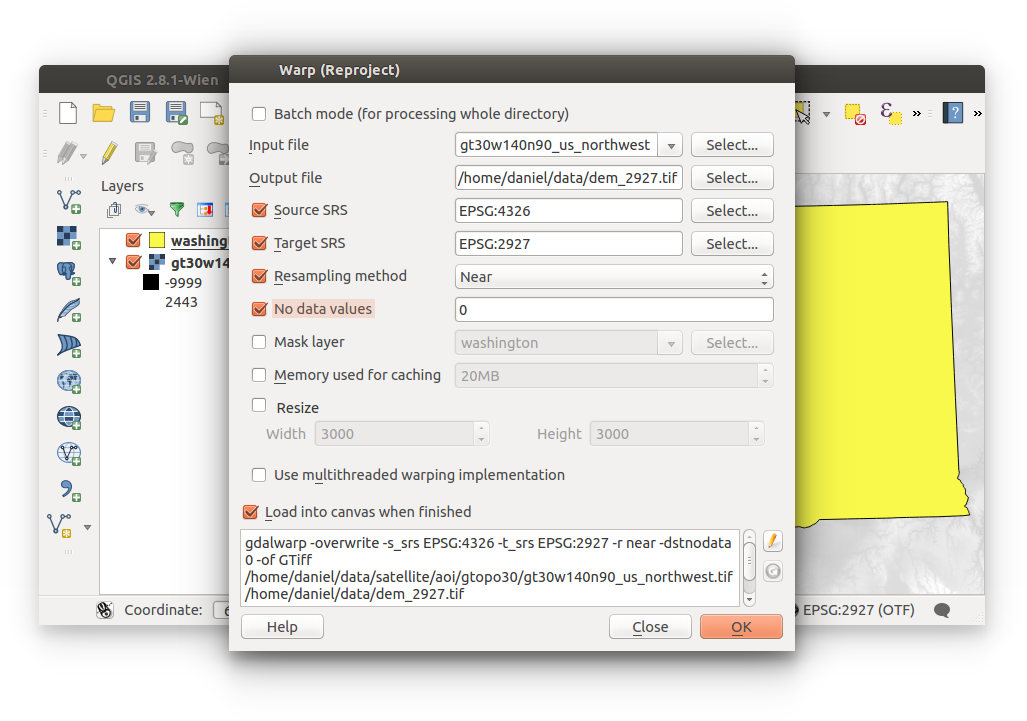 QGIS 2.8.1-Wien
Warp (Reproject)
Batch mode (for processing whole directory)
Input file
gt30w140n90_us_northwest
Select...
Output file
/home/daniel/data/dem_2927.tif
Select...
Source SRS
EPSG:4326
Select...
Target SRS
EPSG:2927
Select...
Resampling method
Near
No data values
0
Mask layer
washington
Select...
Memory used for caching
20MB
Resize
Width
3000
Height
3000
Use multithreaded warping implementation
Load into canvas when finished
gdalwarp -overwrite -s_srs EPSG:4326 -t_srs EPSG:2927 -r near -dstnodata
0 -of GTiff
/home/daniel/data/satellite/aoi/gtopo30/gt30w140n90_us_northwest.tif
/home/daniel/data/dem_2927.tif
Help
Close
OK
Layers
washing
gt30w14
-9999
2443
Coordinate:
EPSG:2927 (OTF)